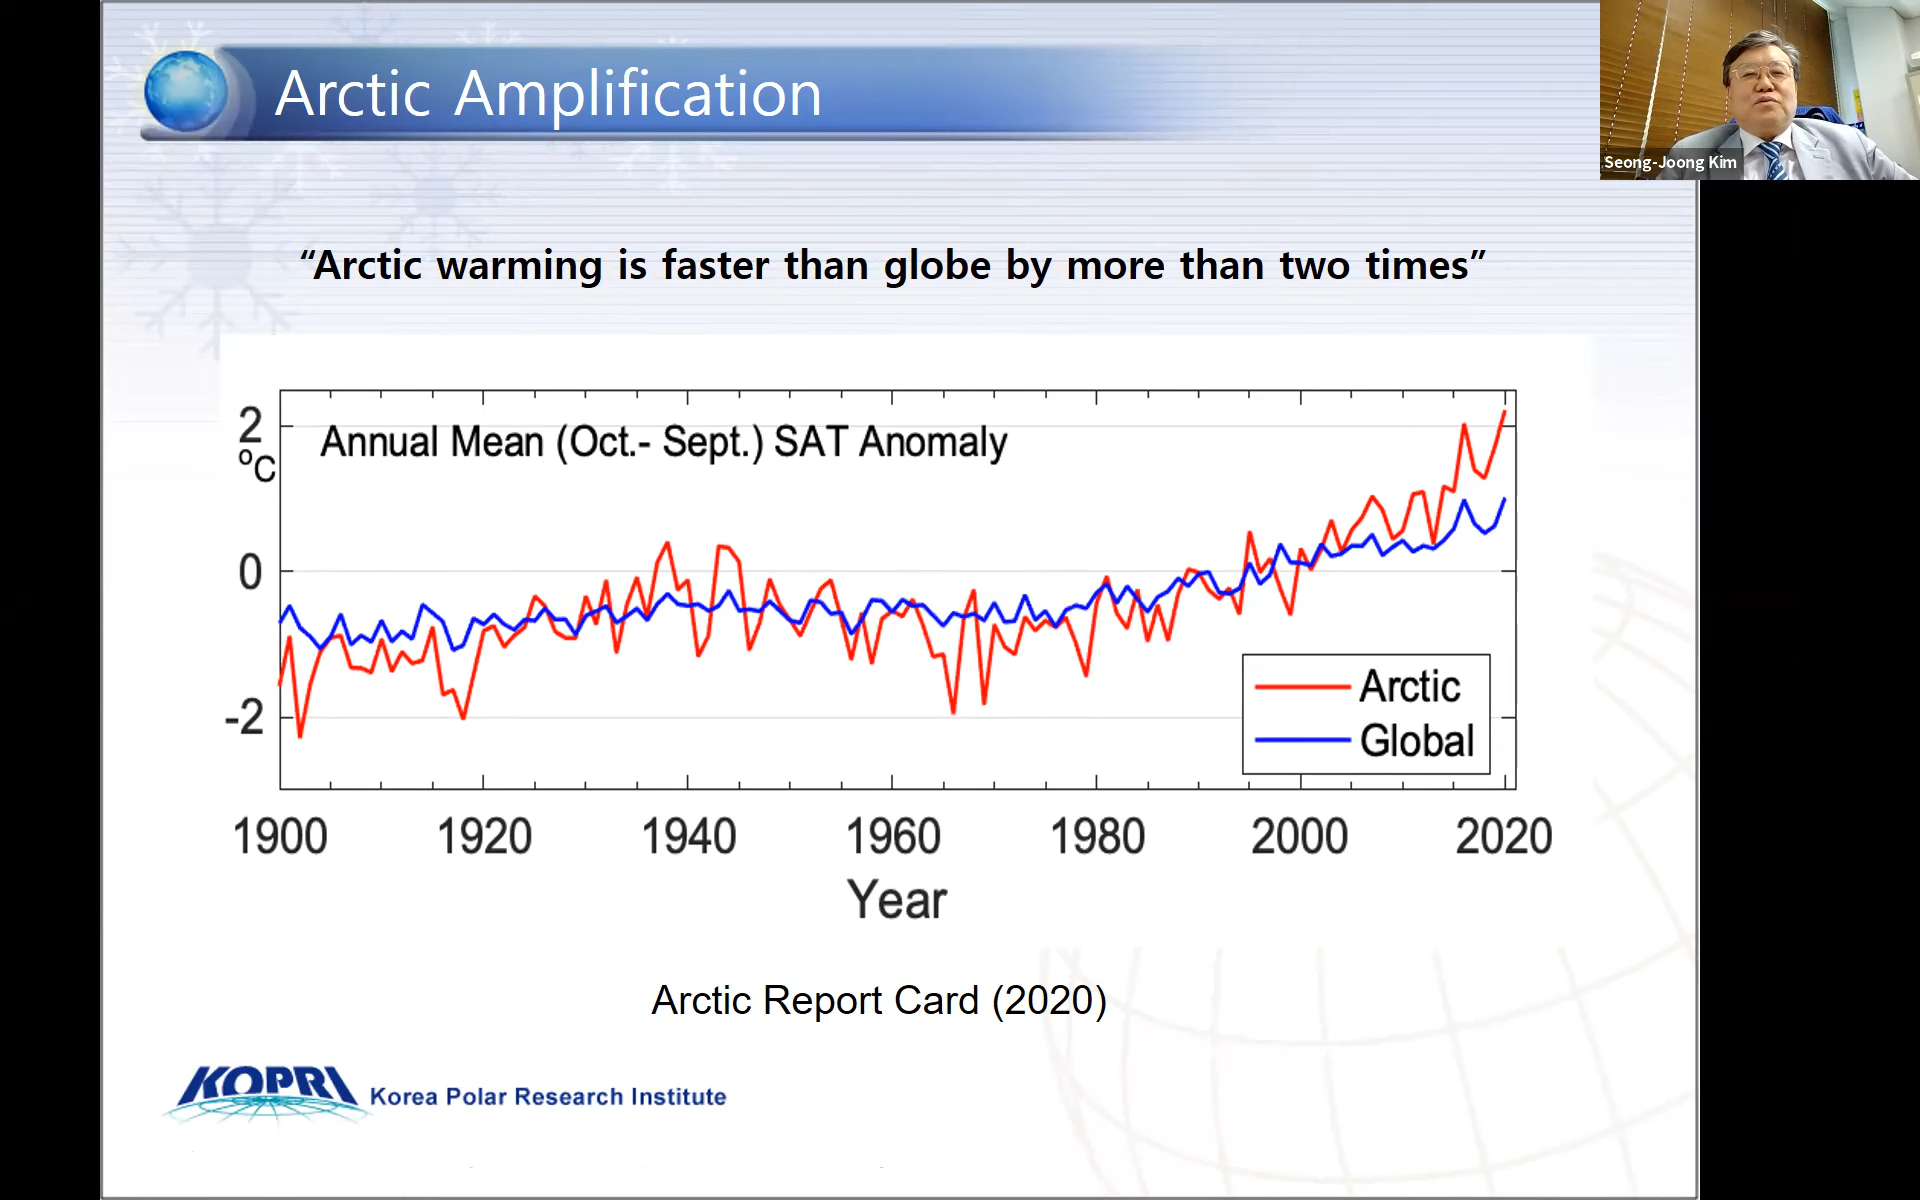 Arctic Amplification
Seong-Joong Kim
“Arctic warming is faster than globe by more than two times”
Annual Mean (Oct.- Sept.) SAT Anomaly
2
°C
0
-2
Arctic
Global
1900 1920 1940 1960 1980 2000 2020
Year
Arctic Report Card (2020)
KOPRI Korea Polar Research Institute